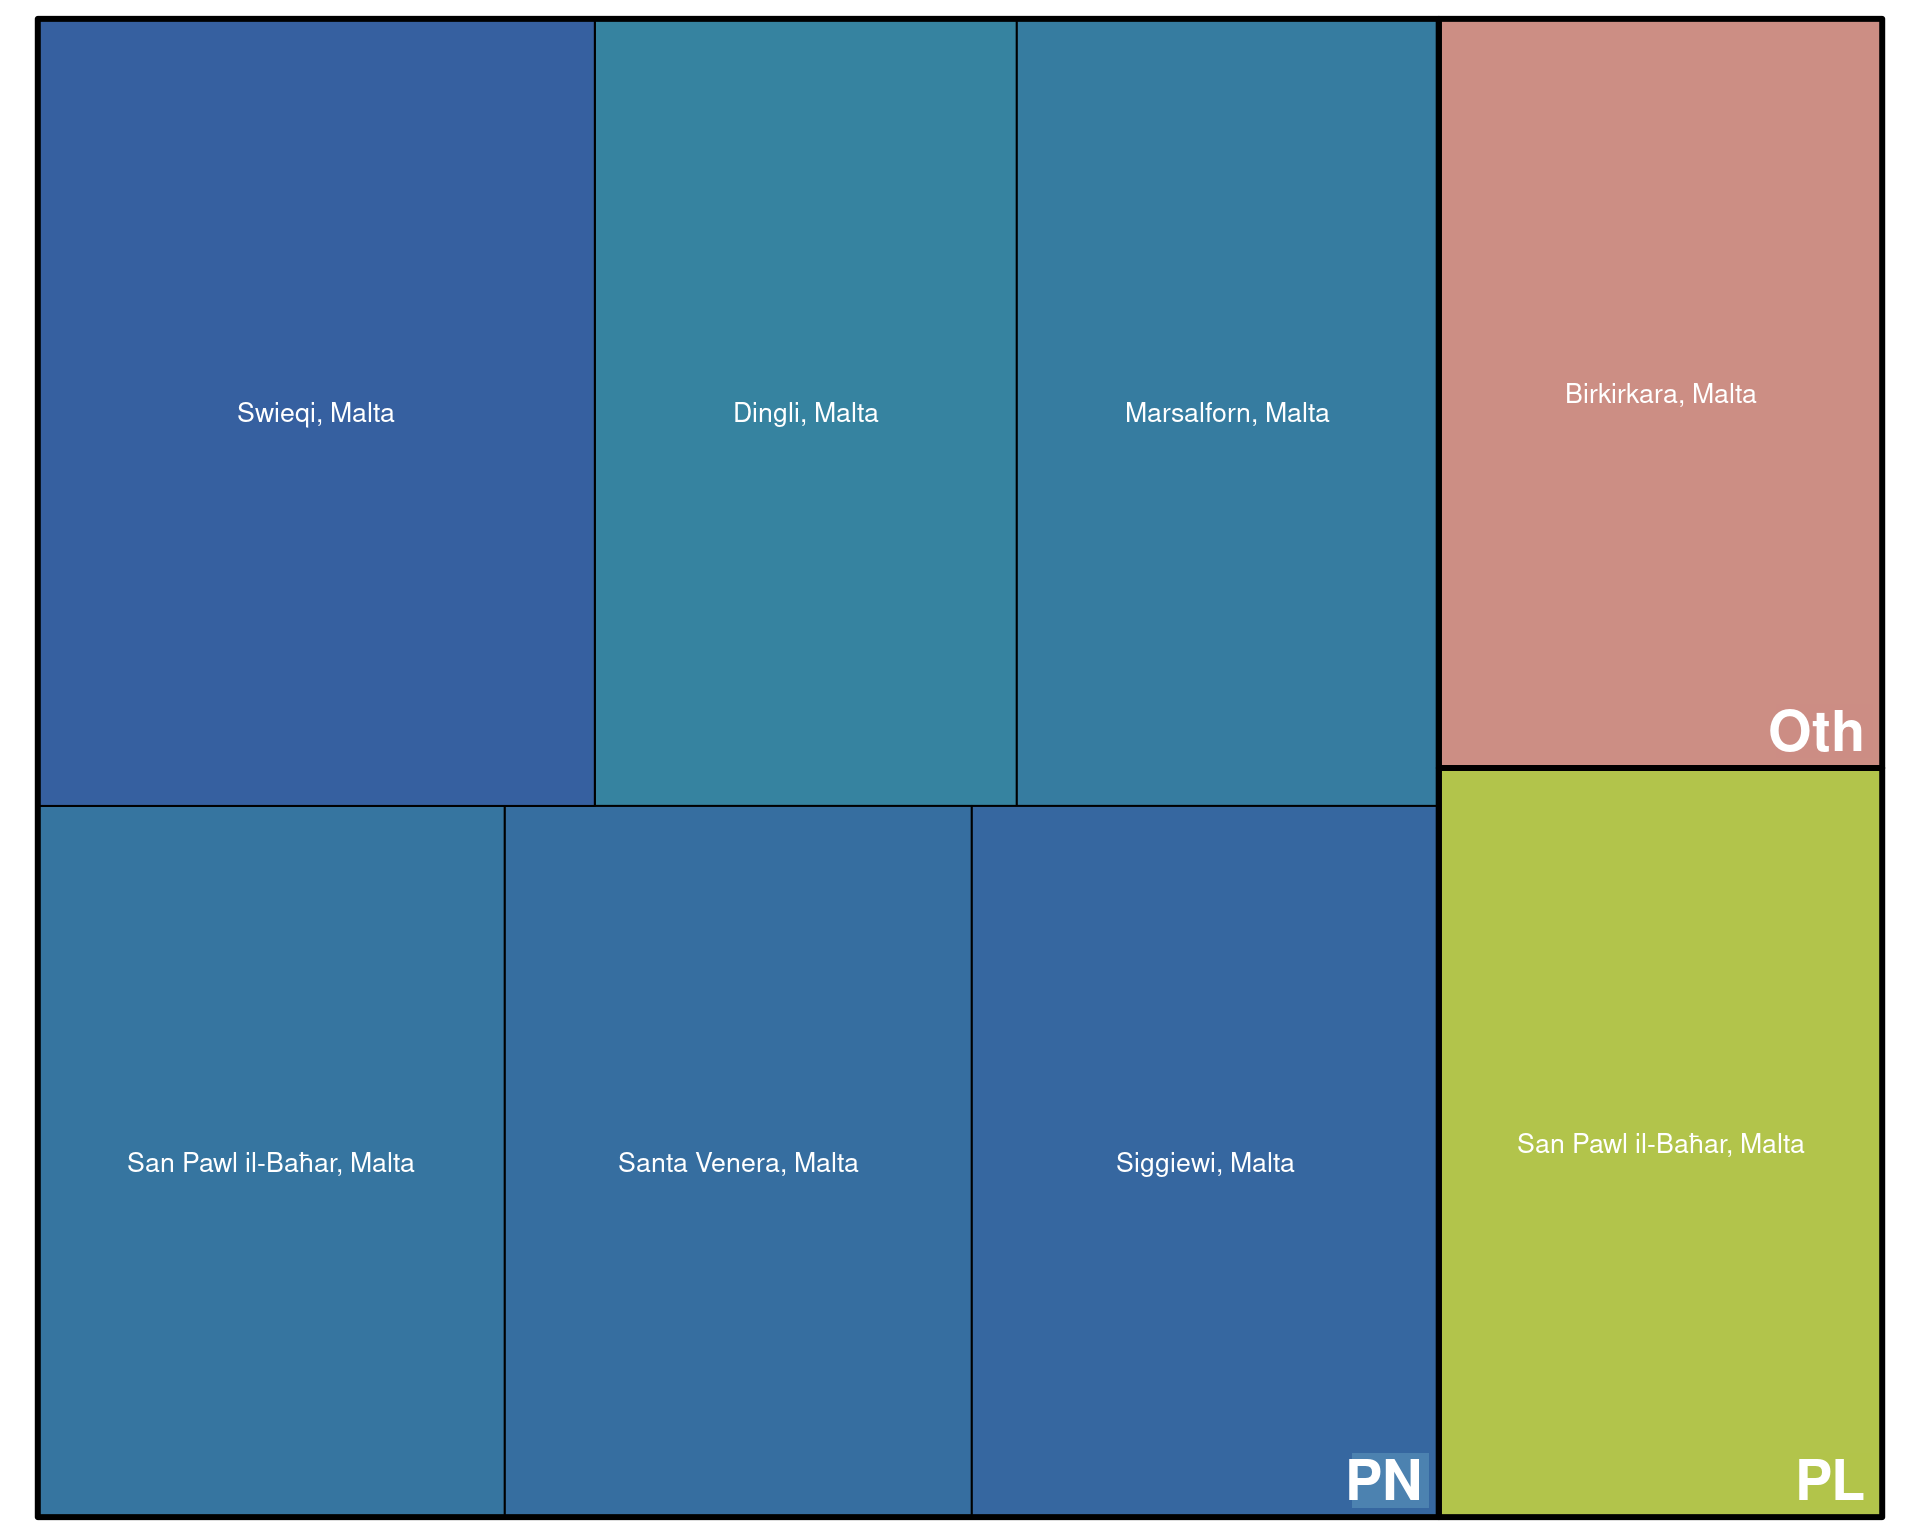 Swieqi, Malta
Dingli, Malta
Marsalforn, Malta
Birkirkara, Malta
Oth
San Pawl il-Baħar, Malta
Santa Venera, Malta
Siggiewi, Malta
San Pawl il-Baħar, Malta
PN
PL